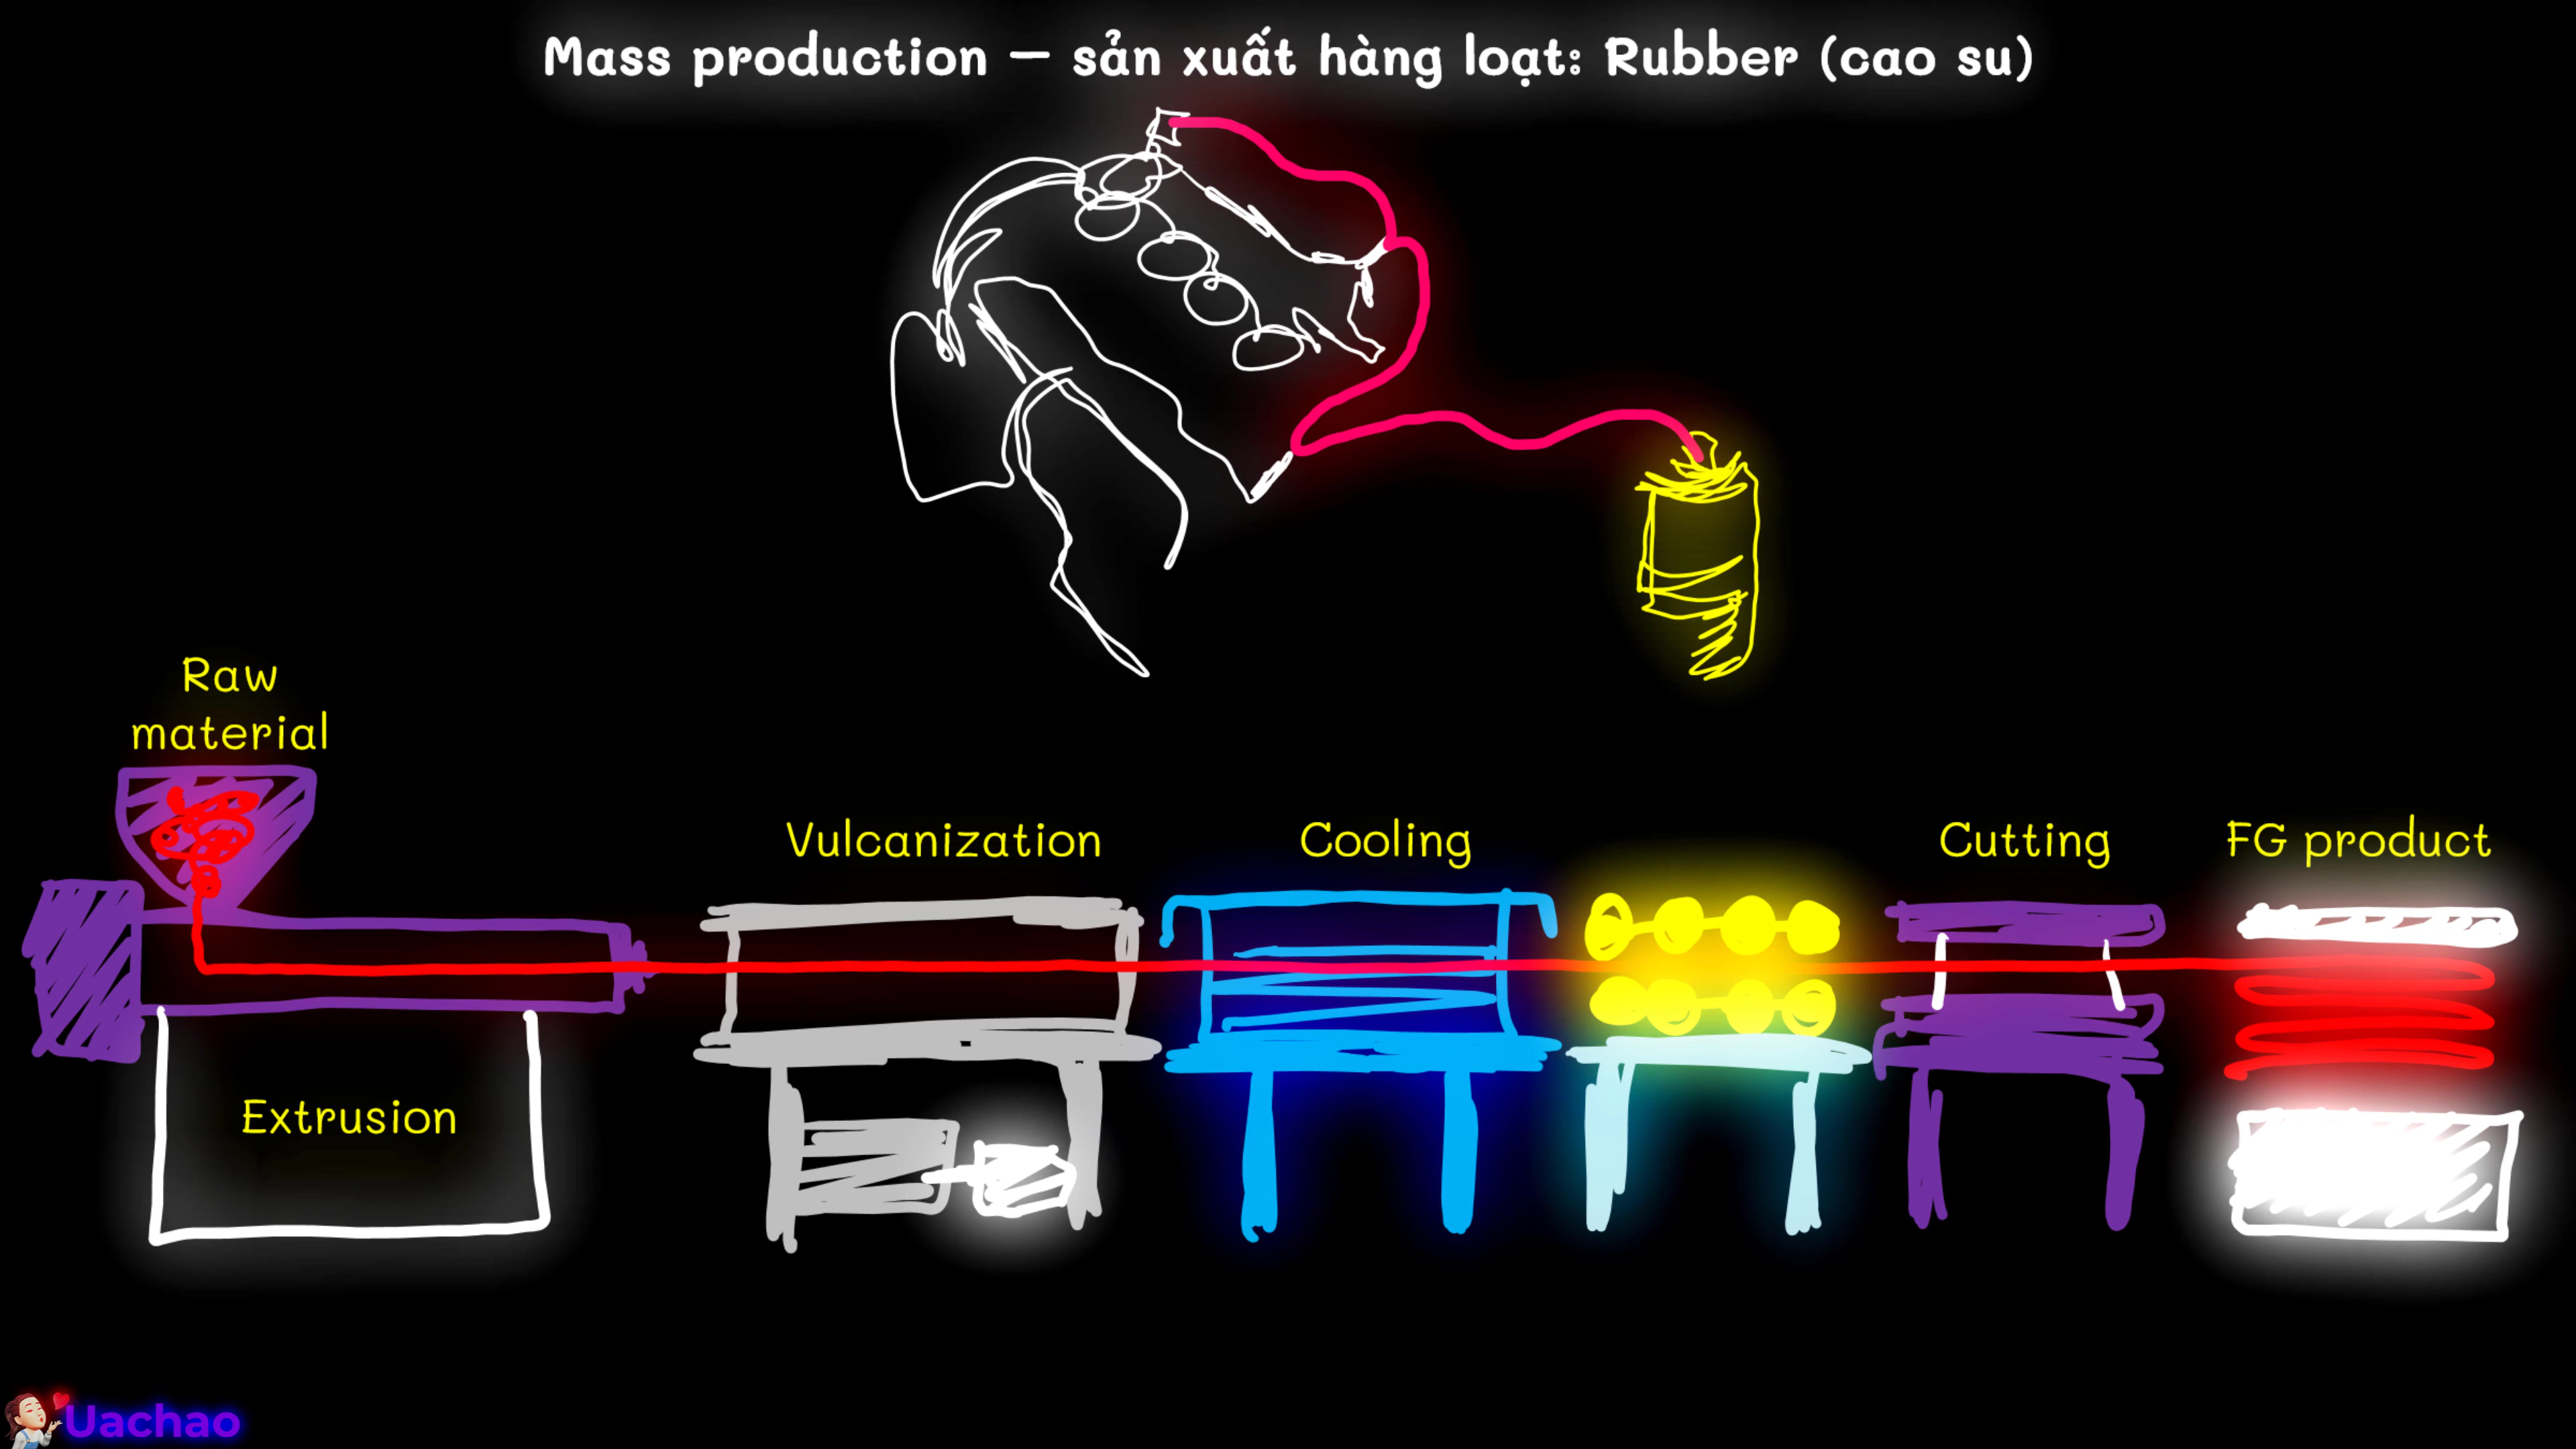 Mass production — sản xuất hàng loạt: Rubber (cao su)
Raw
material
Vulcanization
Cooling
Cutting
FG product
Extrusion
Uachao